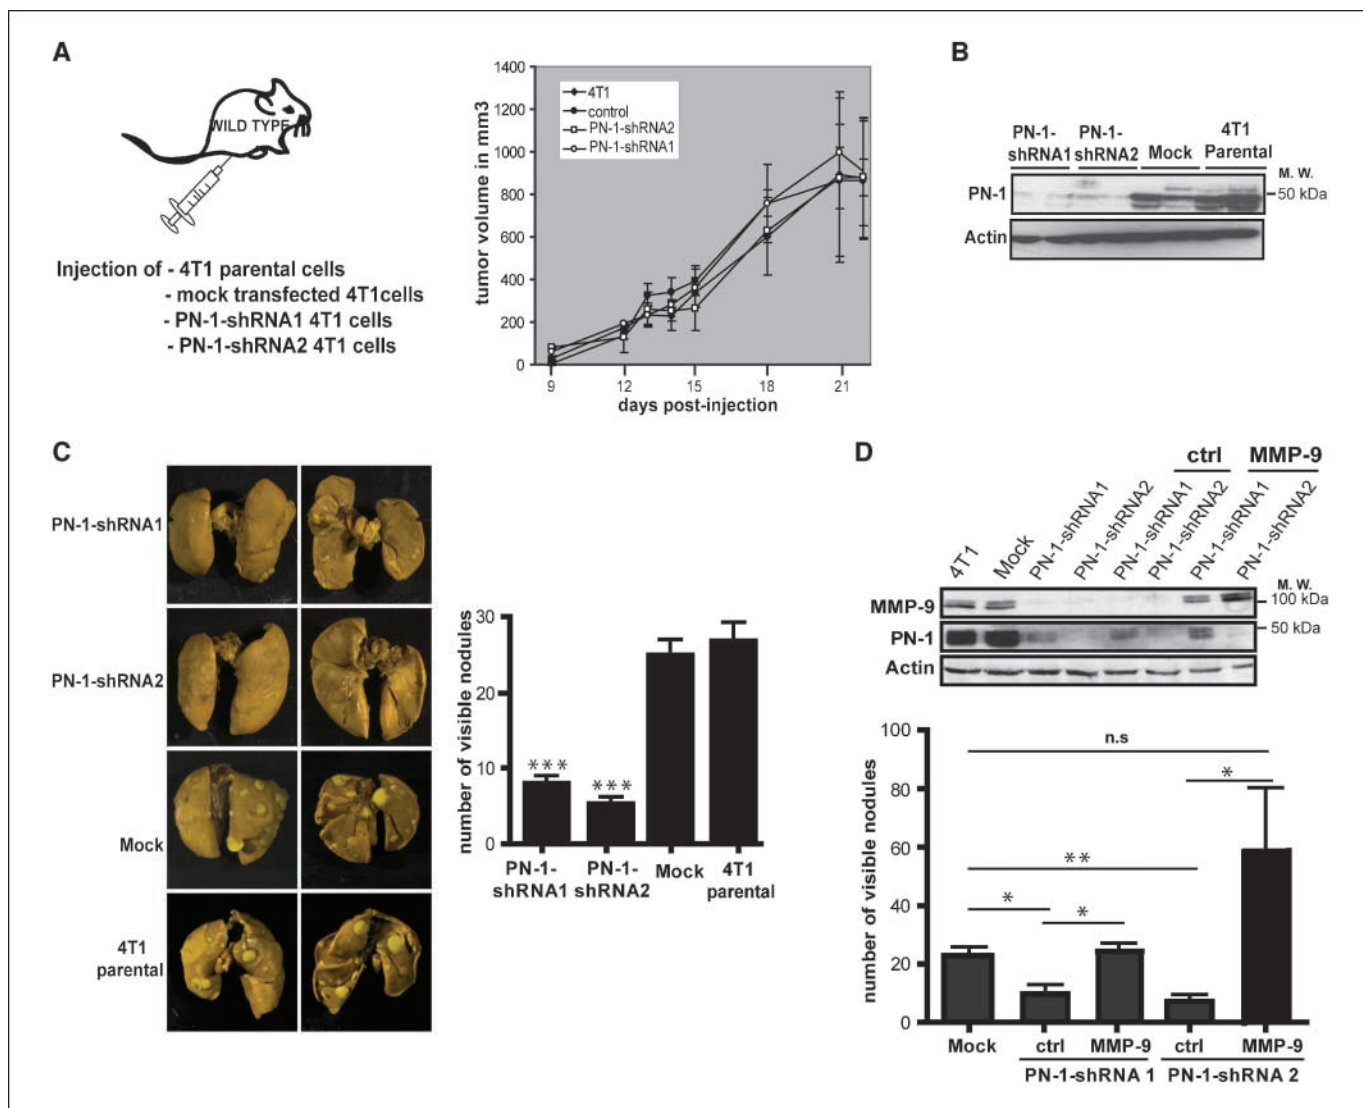 A
WILD TYPE
Injection of - 4T1 parental cells
- mock transfected 4T1cells
- PN-1-shRNA1 4T1 cells
- PN-1-shRNA2 4T1 cells
tumor volume in mm3
1400
1200
1000
800
600
400
200
0
4T1
control
PN-1-shRNA2
PN-1-shRNA1
9 12 15 18 21
days post-injection
B
PN-1-
shRNA1
PN-1-
shRNA2
Mock
4T1
Parental
M. W.
PN-1
50 kDa
Actin
C
PN-1-shRNA1
PN-1-shRNA2
Mock
4T1
parental
number of visible nodules
30
20
10
0
***
***
PN-1-
shRNA1
PN-1-
shRNA2
Mock
4T1
parental
D
ctrl MMP-9
4T1
Mock
PN-1-shRNA1
PN-1-shRNA2
PN-1-shRNA1
PN-1-shRNA2
PN-1-shRNA1
PN-1-shRNA2
M. W.
MMP-9
100 kDa
PN-1
50 kDa
Actin
number of visible nodules
100
80
60
40
20
0
n.s
*
**
*
*
Mock ctrl MMP-9 ctrl MMP-9
PN-1-shRNA 1 PN-1-shRNA 2